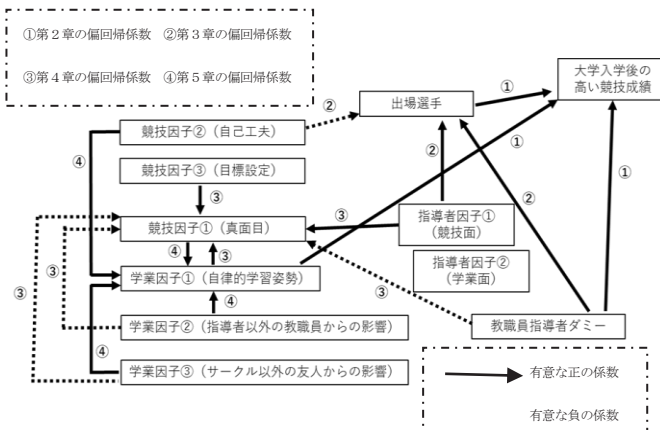 ①第2章の偏回帰係数 ②第3章の偏回帰係数
③第4章の偏回帰係数 ④第5章の偏回帰係数
大学入学後の
高い競技成績
出場選手
①
②
①
競技因子②(自己工夫)
④
②
競技因子③(目標設定)
①
③
②
指導者因子①
(競技面)
③
競技因子①(真面目)
④
③
指導者因子②
(学業面)
③
学業因子①(自律的学習姿勢)
③
③
④
学業因子②(指導者以外の教職員からの影響)
教職員指導者ダミー
④
学業因子③(サークル以外の友人からの影響)
有意な正の係数
有意な負の係数